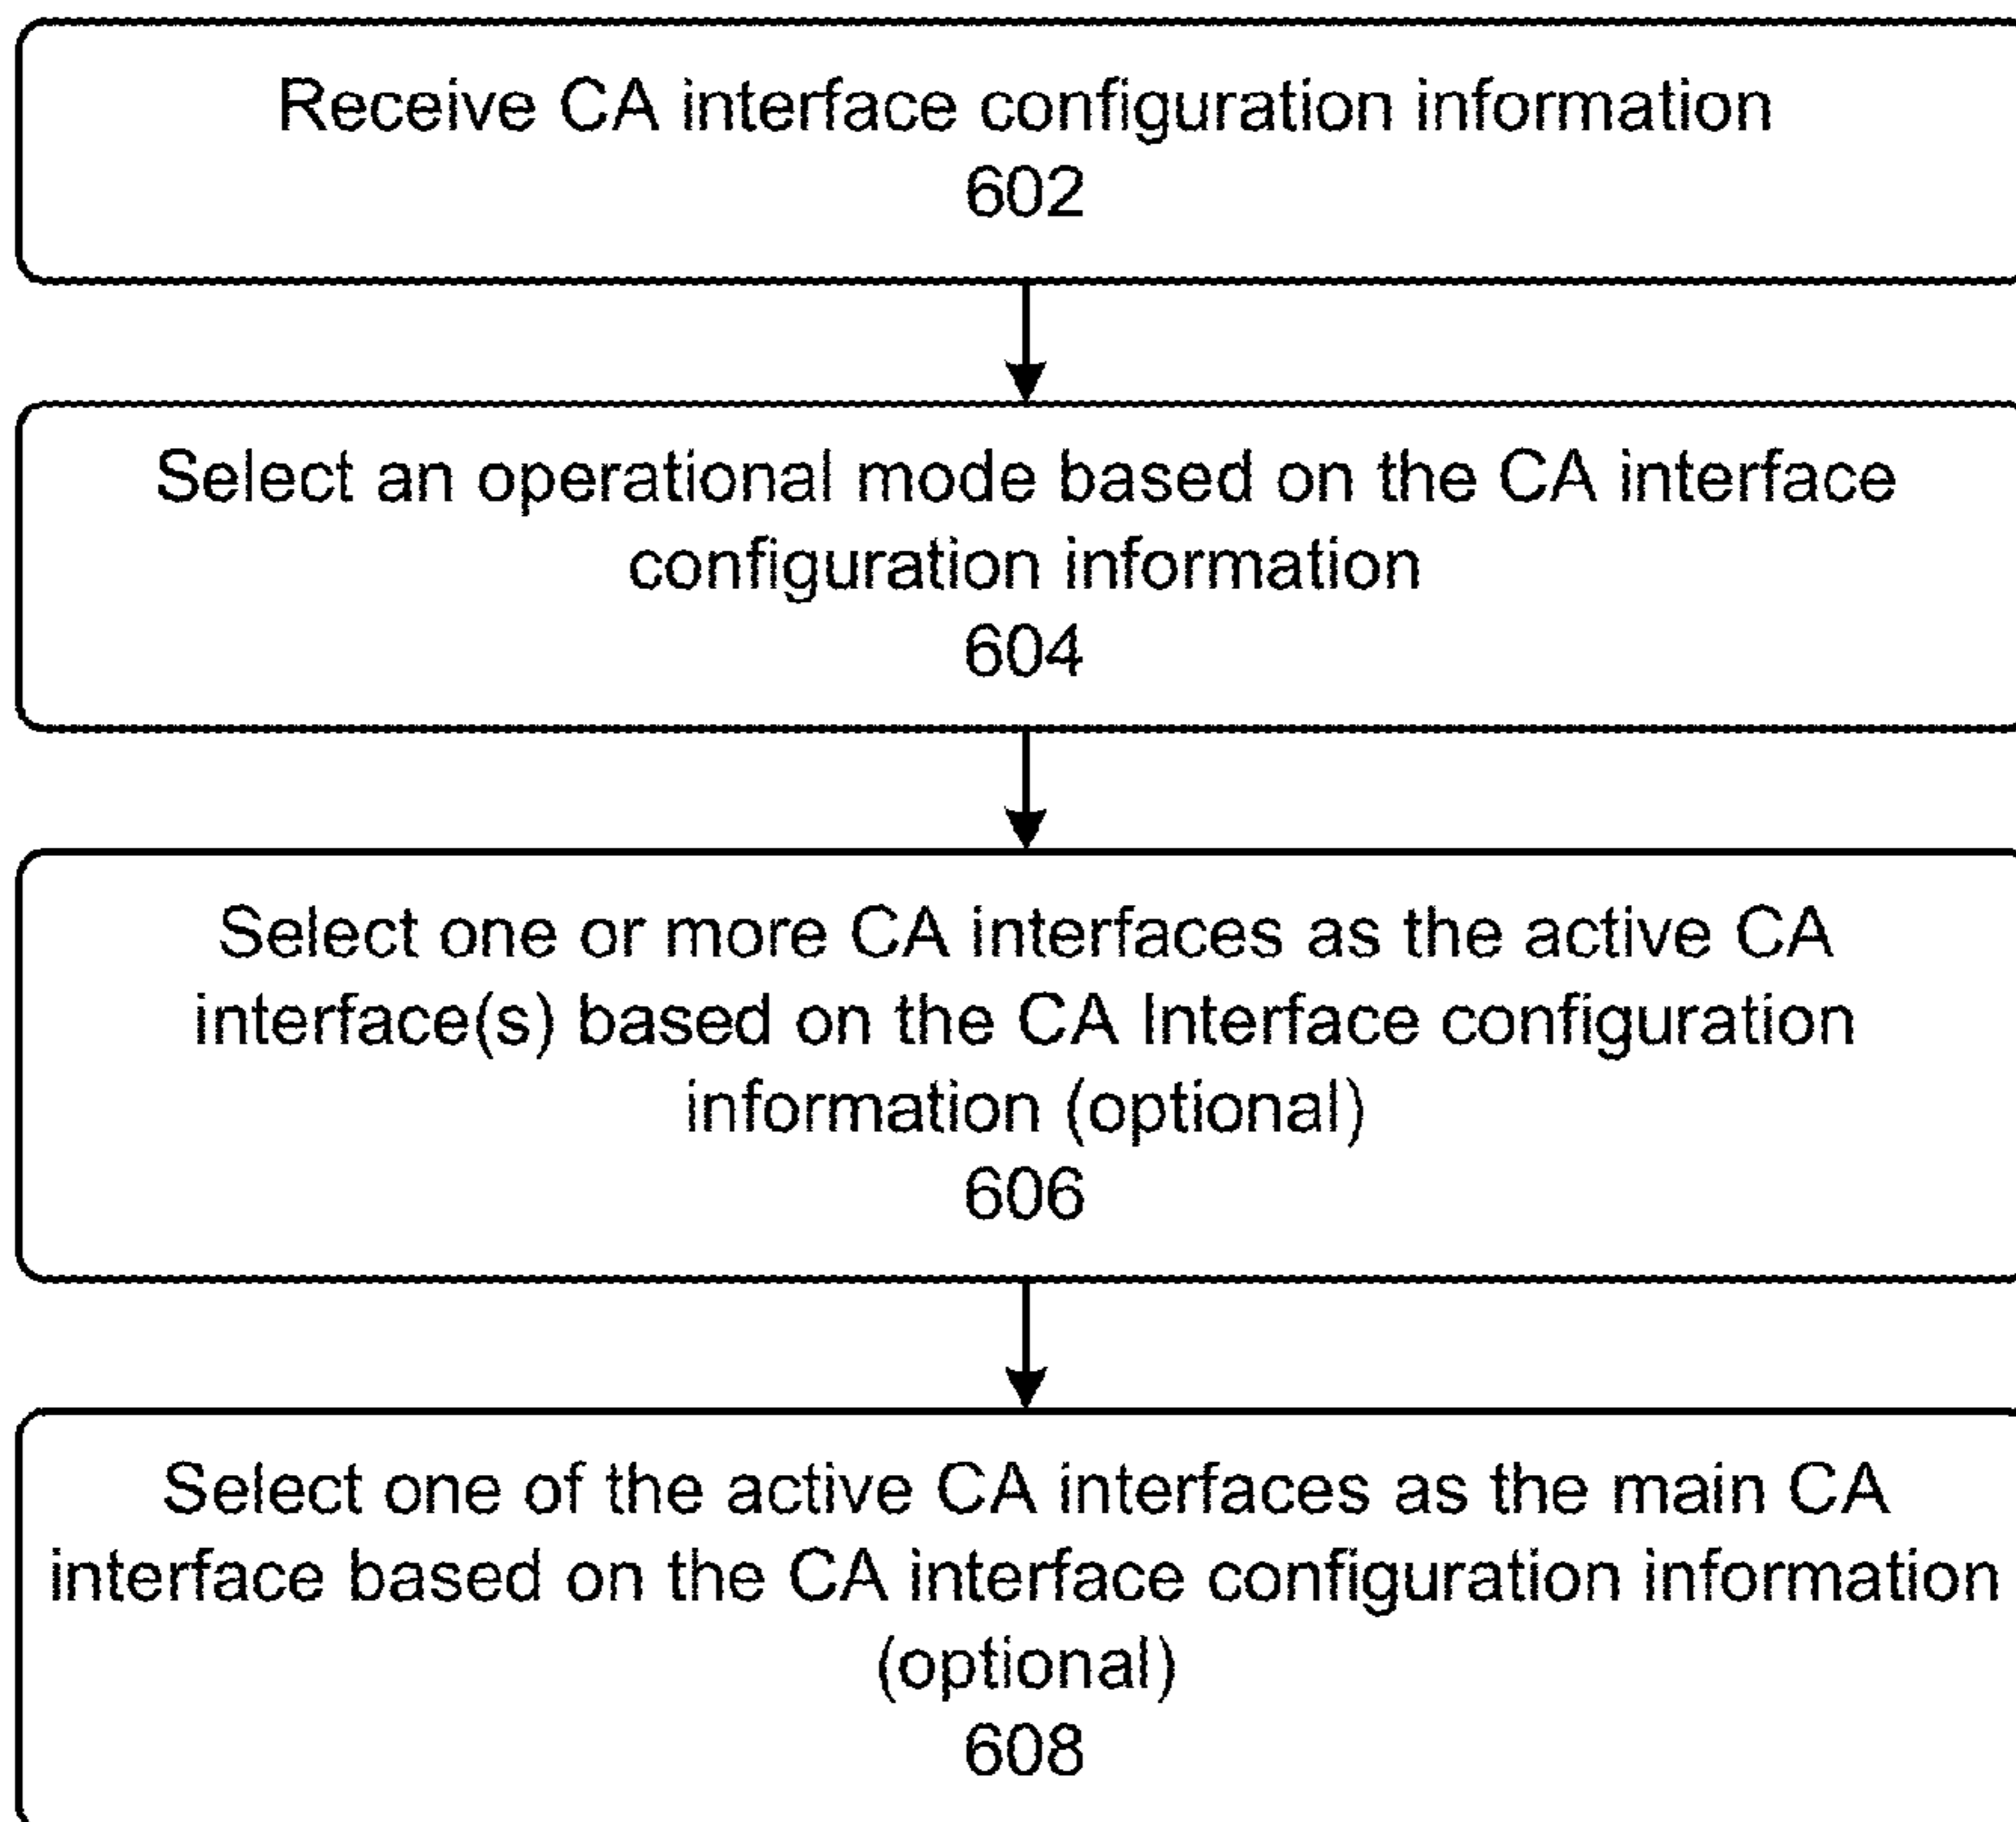 Receive CA interface configuration information
602
Select an operational mode based on the CA interface
configuration information
604
Select one or more CA interfaces as the active CA
interface(s) based on the CA Interface configuration
information (optional)
606
Select one of the active CA interfaces as the main CA
interface based on the CA interface configuration information
(optional)
608